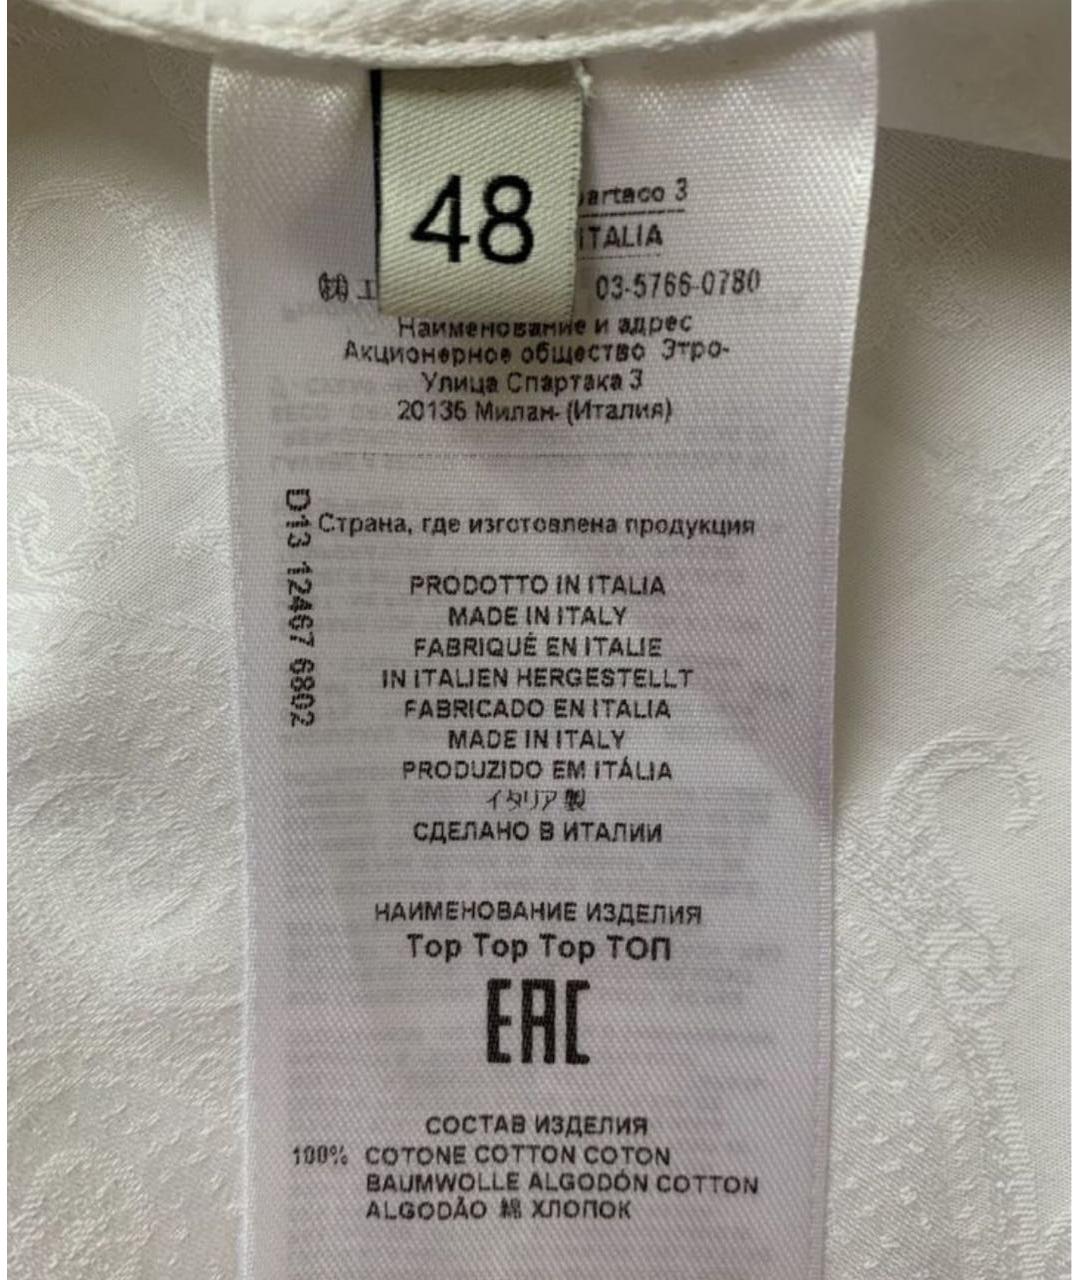 48
partaco 3
ITALIA
㈱ エ 03-5766-0780
Наименование и адрес
Акционерное общество Этро-
Улица Спартака 3
20135 Милан- (Италия)
D13 12467 6802
Страна, где изготовлена продукция
PRODOTTO IN ITALIA
MADE IN ITALY
FABRIQUÉ EN ITALIE
IN ITALIEN HERGESTELLT
FABRICADO EN ITALIA
MADE IN ITALY
PRODUZIDO EM ITÁLIA
イタリア製
СДЕЛАНО В ИТАЛИИ
НАИМЕНОВАНИЕ ИЗДЕЛИЯ
Top Top Top ТОП
EAC
СОСТАВ ИЗДЕЛИЯ
100% COTONE COTTON COTON
BAUMWOLLE ALGODÓN COTTON
ALGODÃO 綿 ХЛОПОК